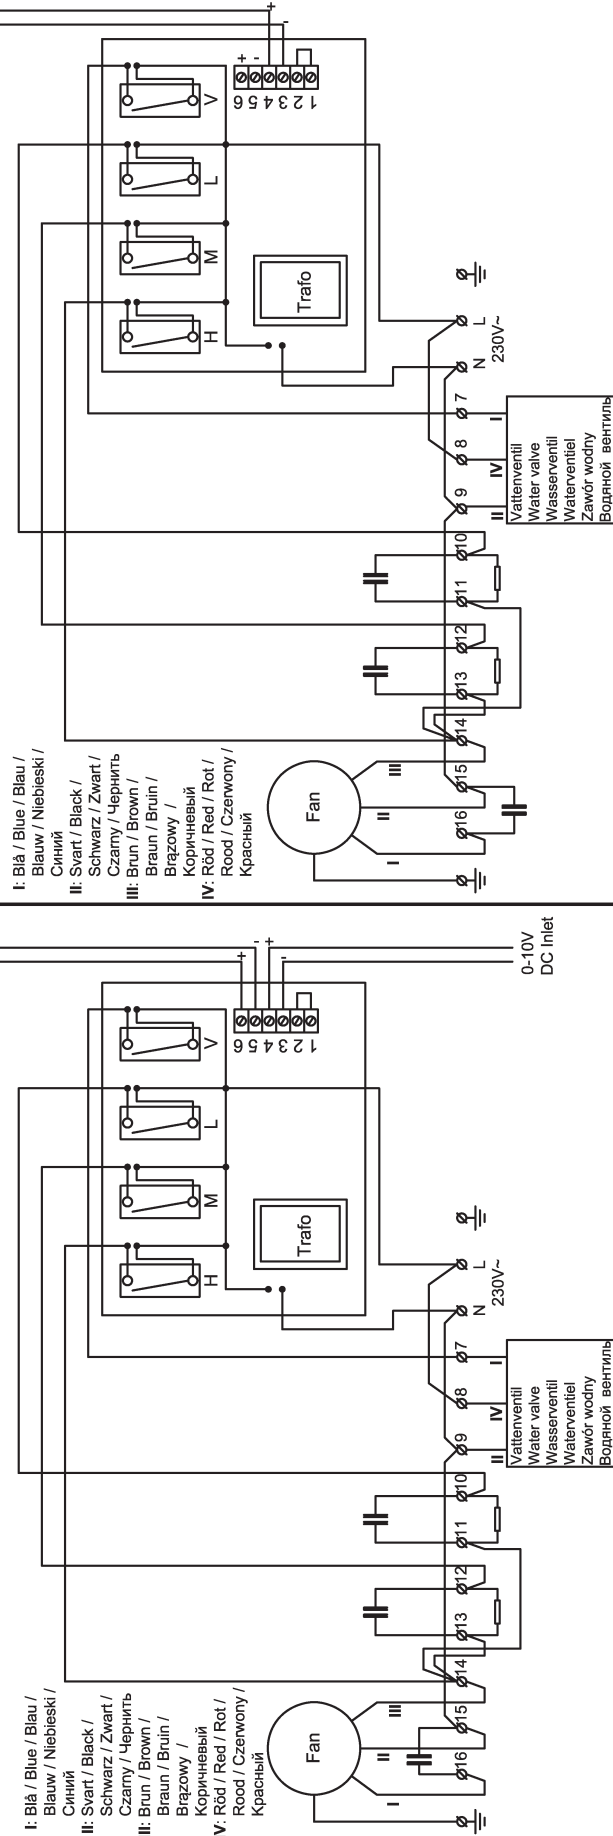 +
-
+ -
6 5 4 3 2 1
V
L
M
H
Trafo
L
N
230V~
7
8
9
10
11
12
13
14
15
16
I
IV
II
Vattenventil
Water valve
Wasserventil
Waterventiel
Zawór wodny
Водяной вентиль
Fan
III
II
I
I: Blå / Blue / Blau /
Blauw / Niebieski /
Синий
II: Svart / Black /
Schwarz / Zwart /
Czarny / Чернить
III: Brun / Brown /
Braun / Bruin /
Brązowy /
Коричневый
IV: Röd / Red / Rot /
Rood / Czerwony /
Красный
+
-
+
-
0-10V
DC Inlet
6 5 4 3 2 1
V
L
M
H
Trafo
L
N
230V~
7
8
9
10
11
12
13
14
15
16
I
IV
II
Vattenventil
Water valve
Wasserventil
Waterventiel
Zawór wodny
Водяной вентиль
Fan
III
II
I
I: Blå / Blue / Blau /
Blauw / Niebieski /
Синий
II: Svart / Black /
Schwarz / Zwart /
Czarny / Чернить
II: Brun / Brown /
Braun / Bruin /
Brązowy /
Коричневый
V: Röd / Red / Rot /
Rood / Czerwony /
Красный